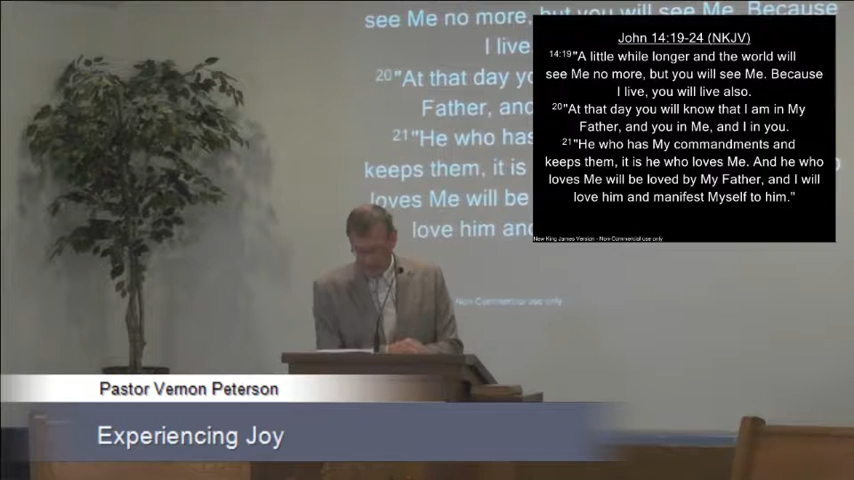 see Me no more, but you will see Me. Because
I live,
20"At that day yo
Father, and
21"He who has
keeps them, it is
loves Me will be
love him and
Non-Commercial use only
John 14:19-24 (NKJV)
14:19"A little while longer and the world will
see Me no more, but you will see Me. Because
I live, you will live also.
20"At that day you will know that I am in My
Father, and you in Me, and I in you.
21"He who has My commandments and
keeps them, it is he who loves Me. And he who
loves Me will be loved by My Father, and I will
love him and manifest Myself to him."
New King James Version - Non-Commercial use only
Pastor Vernon Peterson
Experiencing Joy